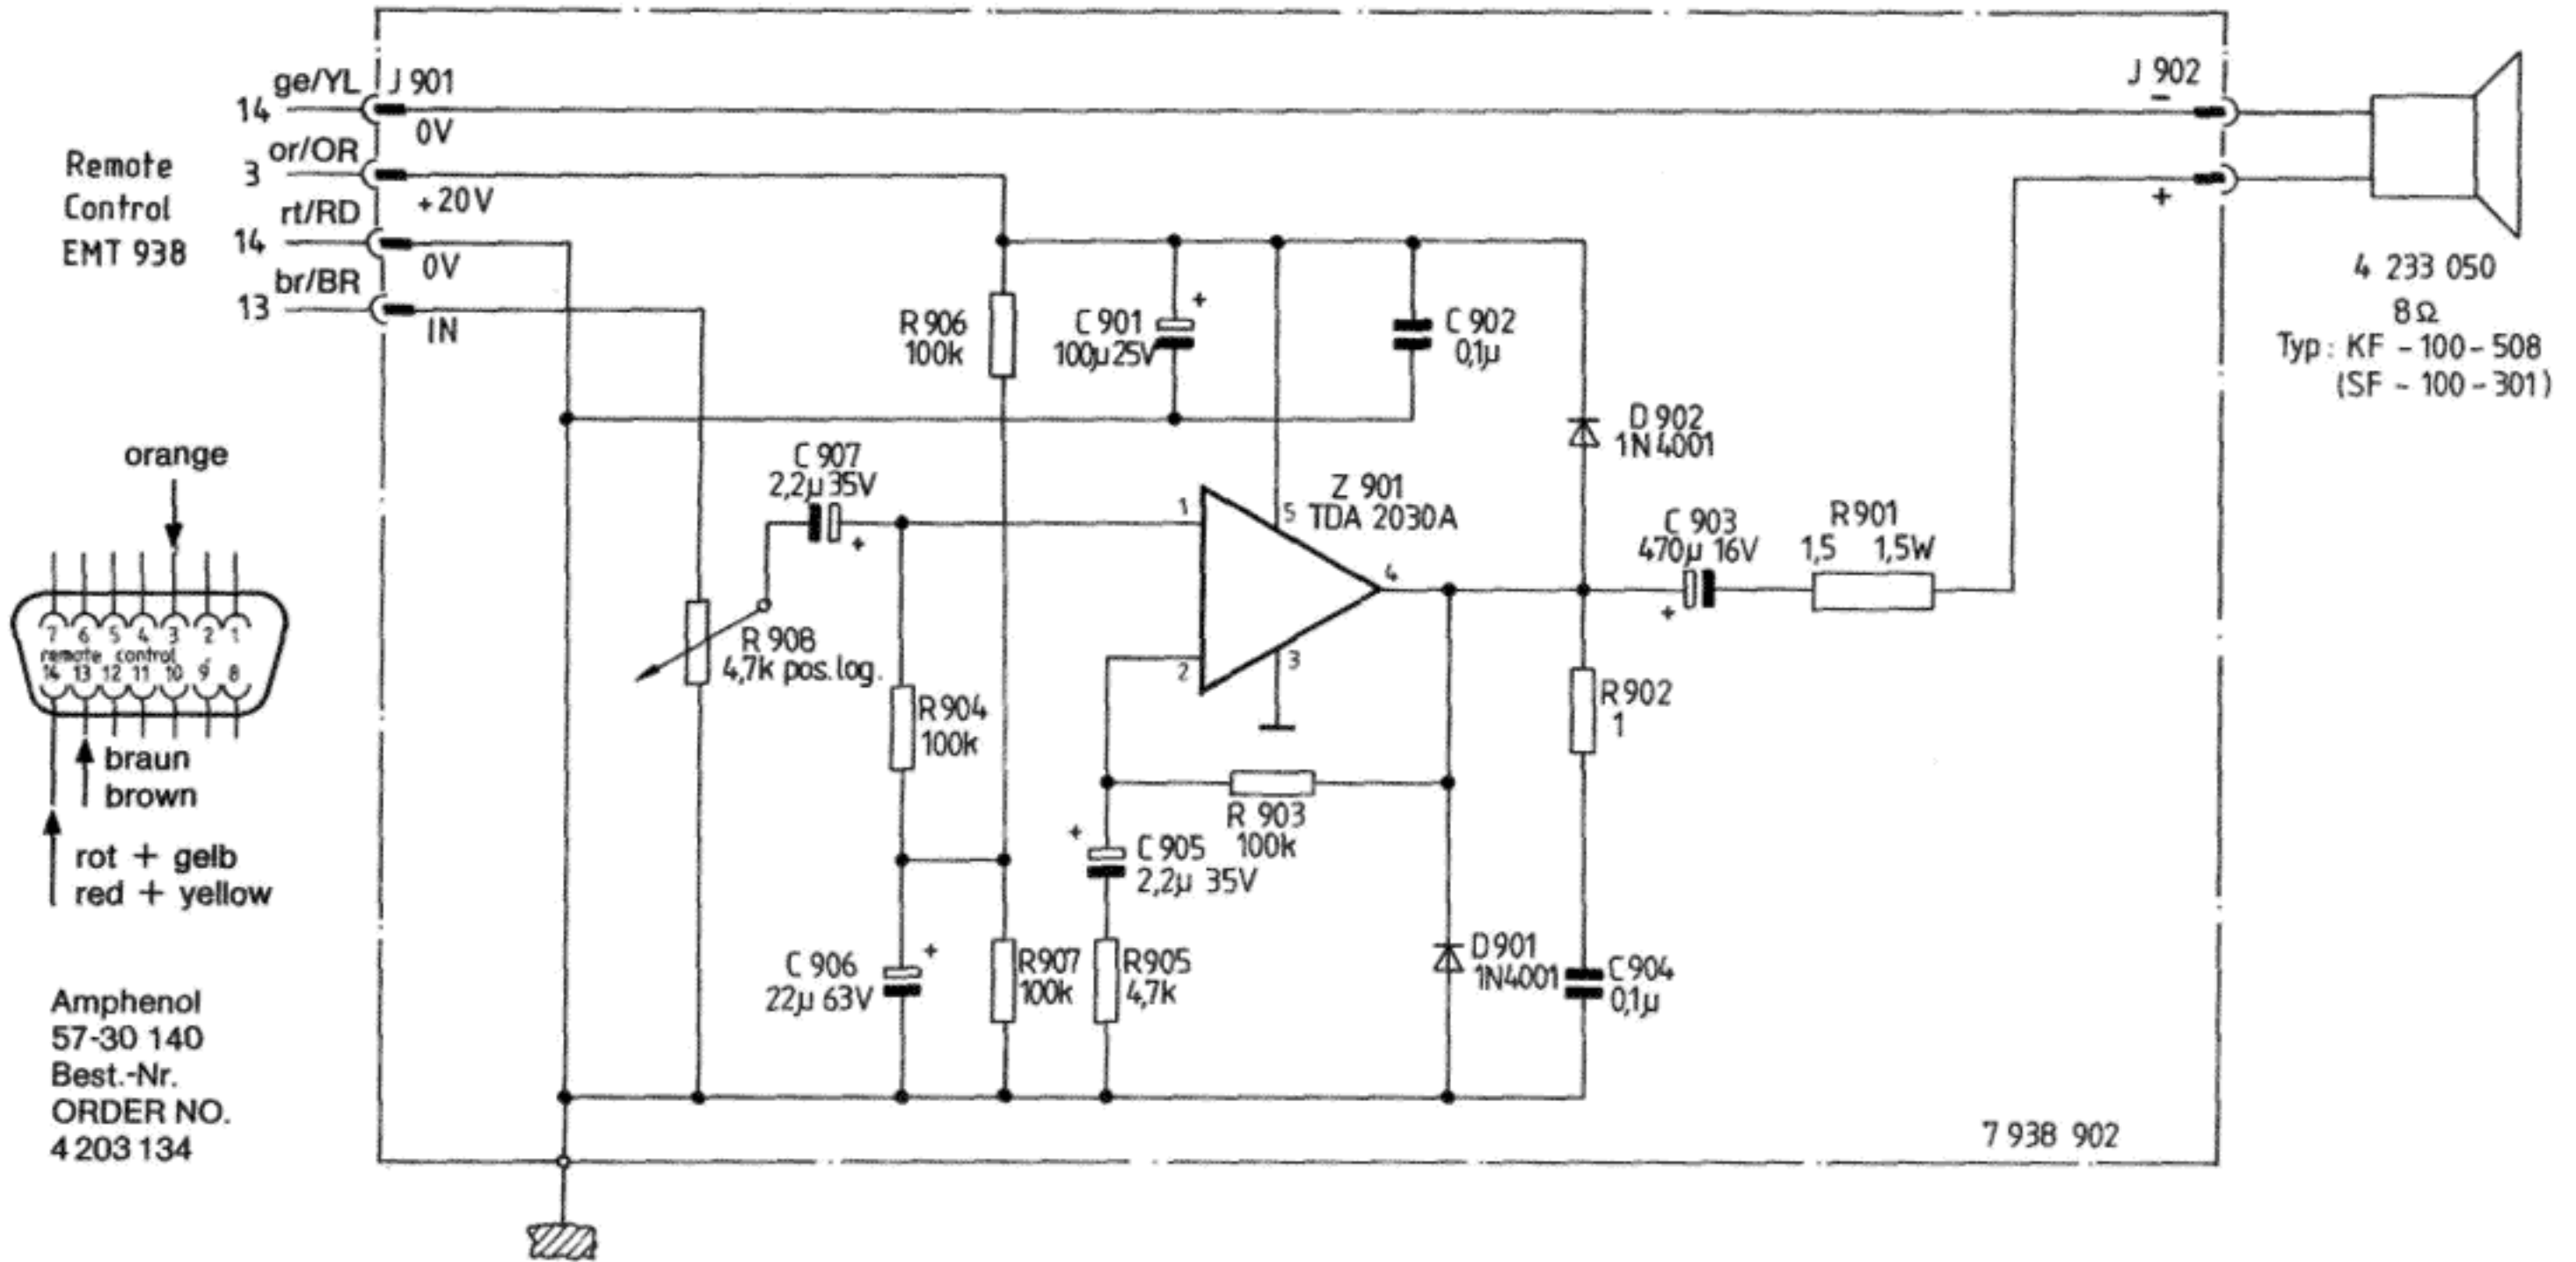 ge/YL
J 901
14
0V
or/OR
3
+20V
rt/RD
14
0V
br/BR
13
IN
Remote
Control
EMT 938
J 902
−
+
4 233 050
8Ω
Typ: KF - 100 - 508
(SF - 100 - 301)
R 906
100k
C 901
+
100µ 25V
C 902
0,1µ
D 902
1N 4001
C 907
2,2µ 35V
+
Z 901
TDA 2030A
1
5
4
2
3
C 903
470µ 16V
+
R 901
1,5 1,5W
R 908
4,7k pos. log.
R 904
100k
R 902
1
R 903
100k
+
C 905
2,2µ 35V
C 906
22µ 63V
+
R907
100k
R905
4,7k
D901
1N4001
C 904
0,1µ
7 938 902
orange
7 6 5 4 3 2 1
remote control
14 13 12 11 10 9 8
braun
brown
rot + gelb
red + yellow
Amphenol
57-30 140
Best.-Nr.
ORDER NO.
4 203 134